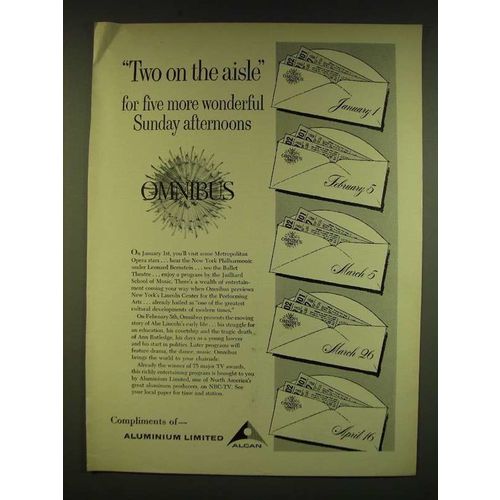 "Two on the aisle"
for five more wonderful
Sunday afternoons
OMNIBUS
On January 1st, you'll visit some Metropolitan
Opera stars . . . hear the New York Philharmonic
under Leonard Bernstein . . . see the Ballet
Theatre . . . enjoy a program by the Juilliard
School of Music. There's a wealth of entertain-
ment coming your way when Omnibus previews
New York's Lincoln Center for the Performing
Arts . . . already hailed as "one of the greatest
cultural developments of modern times."
On February 5th, Omnibus presents the moving
story of Abe Lincoln's early life . . . his struggle for
an education, his courtship and the tragic death
of Ann Rutledge, his days as a young lawyer
and his start in politics. Later programs will
feature drama, the dance, music. Omnibus
brings the world to your chairside.
Already the winner of 75 major TV awards,
this richly entertaining program is brought to you
by Aluminium Limited, one of North America's
great aluminum producers, on NBC-TV. See
your local paper for time and station.
Compliments of—
ALUMINIUM LIMITED
ALCAN
OMNIBUS
January 1
OMNIBUS
February 5
OMNIBUS
March 5
OMNIBUS
March 26
OMNIBUS
April 16